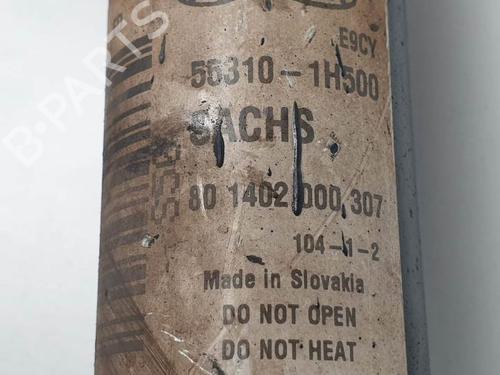 E9CY
55310-1H500
SACHS
80 1402 000 307
104-1-2
Made in Slovakia
DO NOT OPEN
DO NOT HEAT
B-PARTS